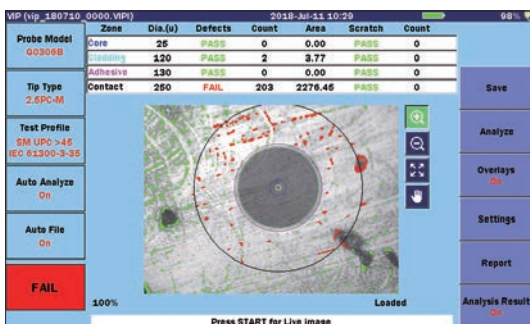 VIP (vip_180710_0000.VIPI) 2018-Jul-11 10:29 98%
Probe Model
Q0306B
Tip Type
2.5PC-M
Test Profile
SM UPC >45
IEC 61300-3-35
Auto Analyze
On
Auto File
On
FAIL
Zone Dia.(u) Defects Count Area Scratch Count
Core 25 PASS 0 0.00 PASS 0
Cladding 120 PASS 2 3.77 PASS 0
Adhesive 130 PASS 0 0.00 PASS 0
Contact 250 FAIL 203 2276.45 PASS 0
100% Loaded
Press START for Live image
Save
Analyze
Overlays
On
Settings
Report
Analysis Result
On